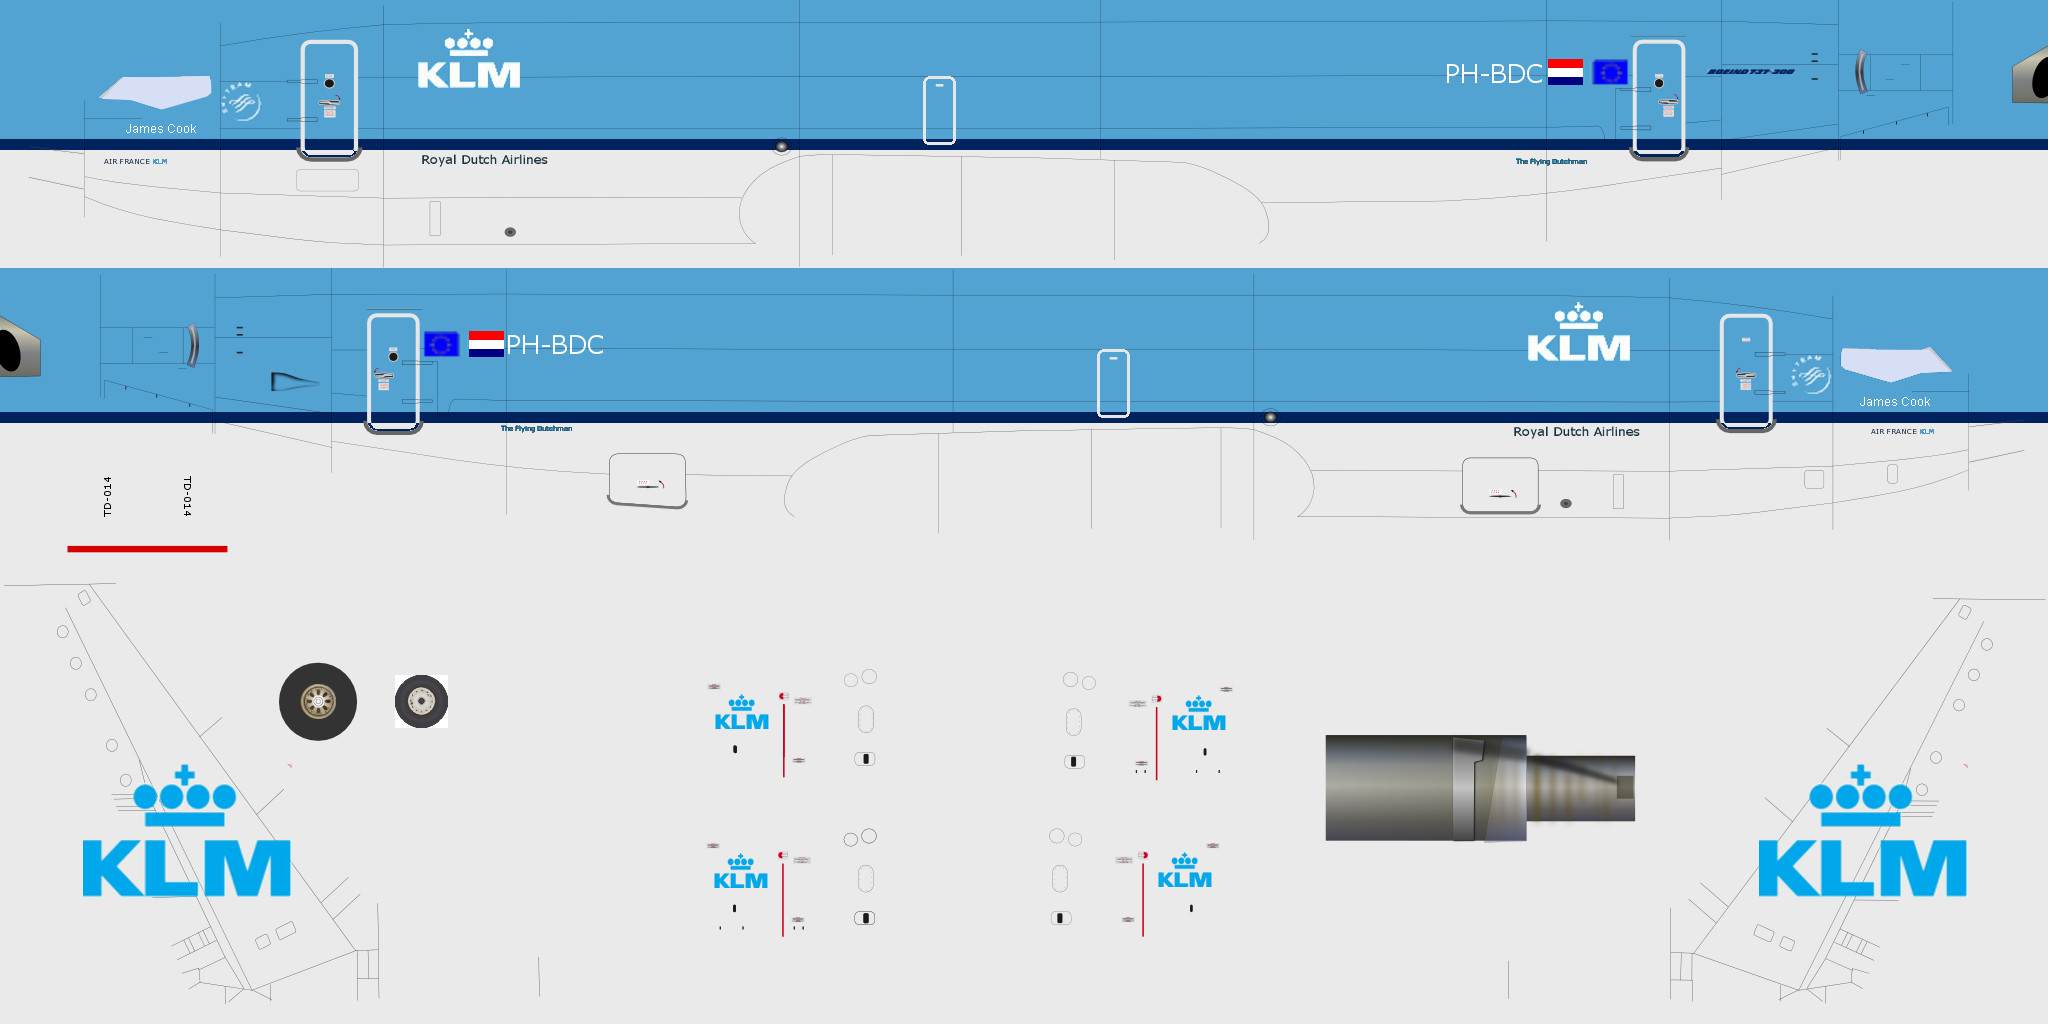 KLM
PH-BDC
BOEING 737-300
James Cook
AIR FRANCE KLM
Royal Dutch Airlines
The Flying Dutchman
PH-BDC
KLM
James Cook
The Flying Dutchman
Royal Dutch Airlines
AIR FRANCE KLM
TD-014
TD-014
KLM
KLM
KLM
KLM
KLM
KLM